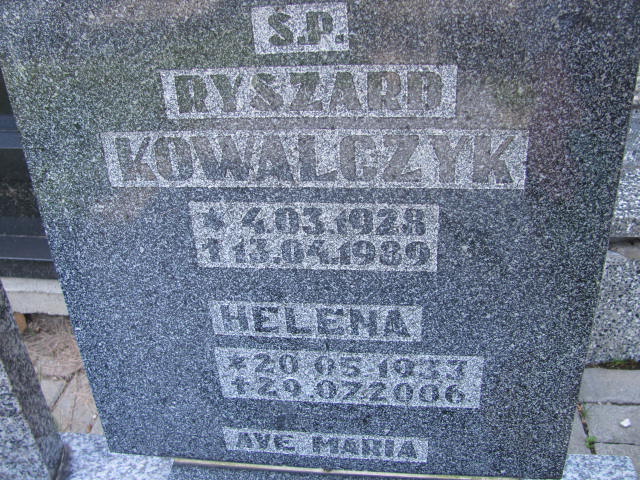 Ś.P.
RYSZARD
KOWALCZYK
* 4.03.1928
† 13.04.1989
HELENA
* 20.05.1933
† 29.07.2006
AVE MARIA